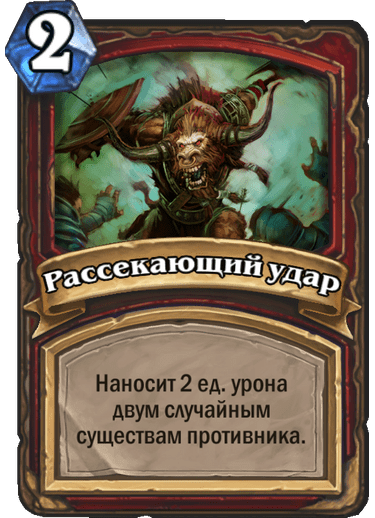 2
Рассекающий удар
Наносит 2 ед. урона
двум случайным
существам противника.